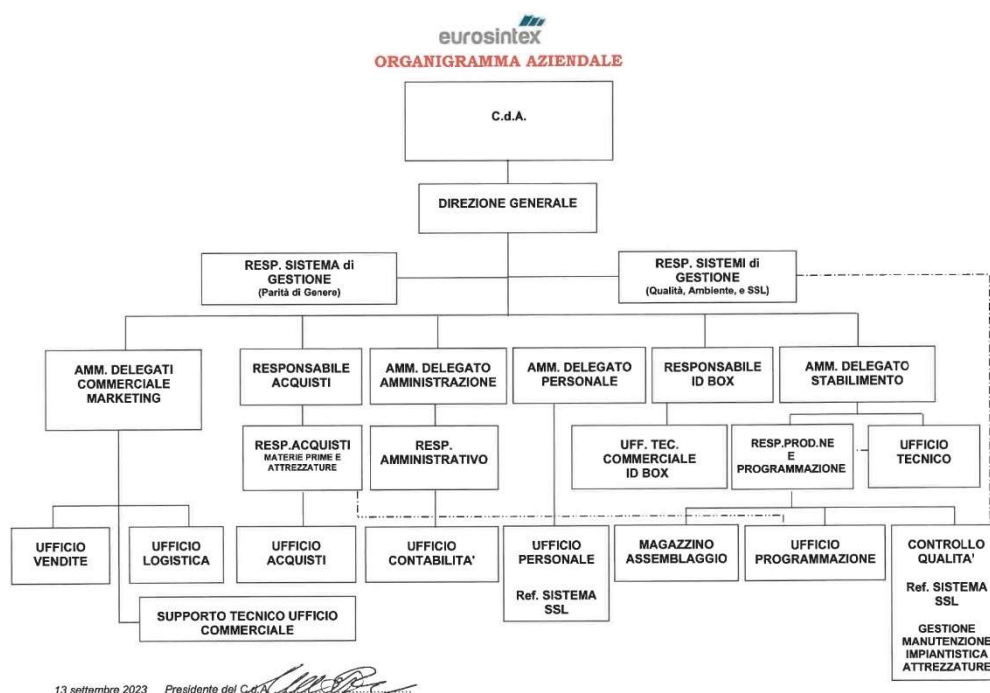 eurosintex
ORGANIGRAMMA AZIENDALE
C.d.A.
DIREZIONE GENERALE
RESP. SISTEMA di
GESTIONE
(Parità di Genere)
RESP. SISTEMI di
GESTIONE
(Qualità, Ambiente, e SSL)
AMM. DELEGATI
COMMERCIALE
MARKETING
RESPONSABILE
ACQUISTI
AMM. DELEGATO
AMMINISTRAZIONE
AMM. DELEGATO
PERSONALE
RESPONSABILE
ID BOX
AMM. DELEGATO
STABILIMENTO
RESP.ACQUISTI
MATERIE PRIME E
ATTREZZATURE
RESP.
AMMINISTRATIVO
UFF. TEC.
COMMERCIALE
ID BOX
RESP.PROD.NE
E
PROGRAMMAZIONE
UFFICIO
TECNICO
UFFICIO
VENDITE
UFFICIO
LOGISTICA
UFFICIO
ACQUISTI
UFFICIO
CONTABILITA'
UFFICIO
PERSONALE
Ref. SISTEMA
SSL
MAGAZZINO
ASSEMBLAGGIO
UFFICIO
PROGRAMMAZIONE
CONTROLLO
QUALITA'
Ref. SISTEMA
SSL
GESTIONE
MANUTENZIONE
IMPIANTISTICA
ATTREZZATURE
SUPPORTO TECNICO UFFICIO
COMMERCIALE
13 settembre 2023 Presidente del C.d.A.